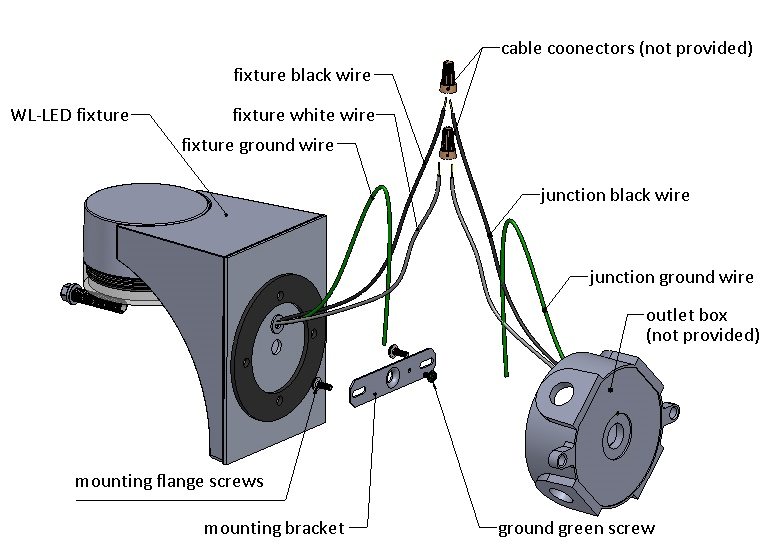 cable coonectors (not provided)
fixture black wire
WL-LED fixture
fixture white wire
fixture ground wire
junction black wire
junction ground wire
outlet box
(not provided)
mounting flange screws
mounting bracket
ground green screw